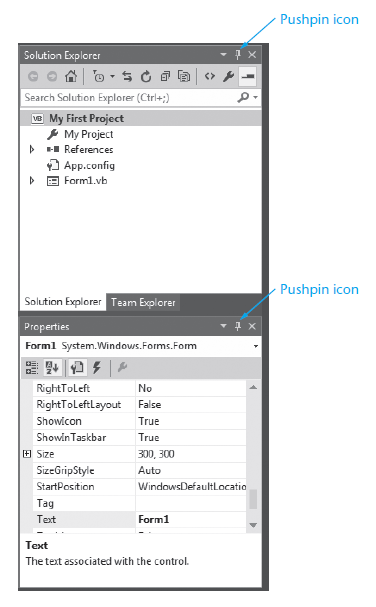 Pushpin icon
Solution Explorer
Search Solution Explorer (Ctrl+;)
VB My First Project
My Project
References
App.config
Form1.vb
Solution Explorer Team Explorer
Pushpin icon
Properties
Form1 System.Windows.Forms.Form
RightToLeft No
RightToLeftLayout False
ShowIcon True
ShowInTaskbar True
Size 300, 300
SizeGripStyle Auto
StartPosition WindowsDefaultLocatio
Tag
Text Form1
Text
The text associated with the control.